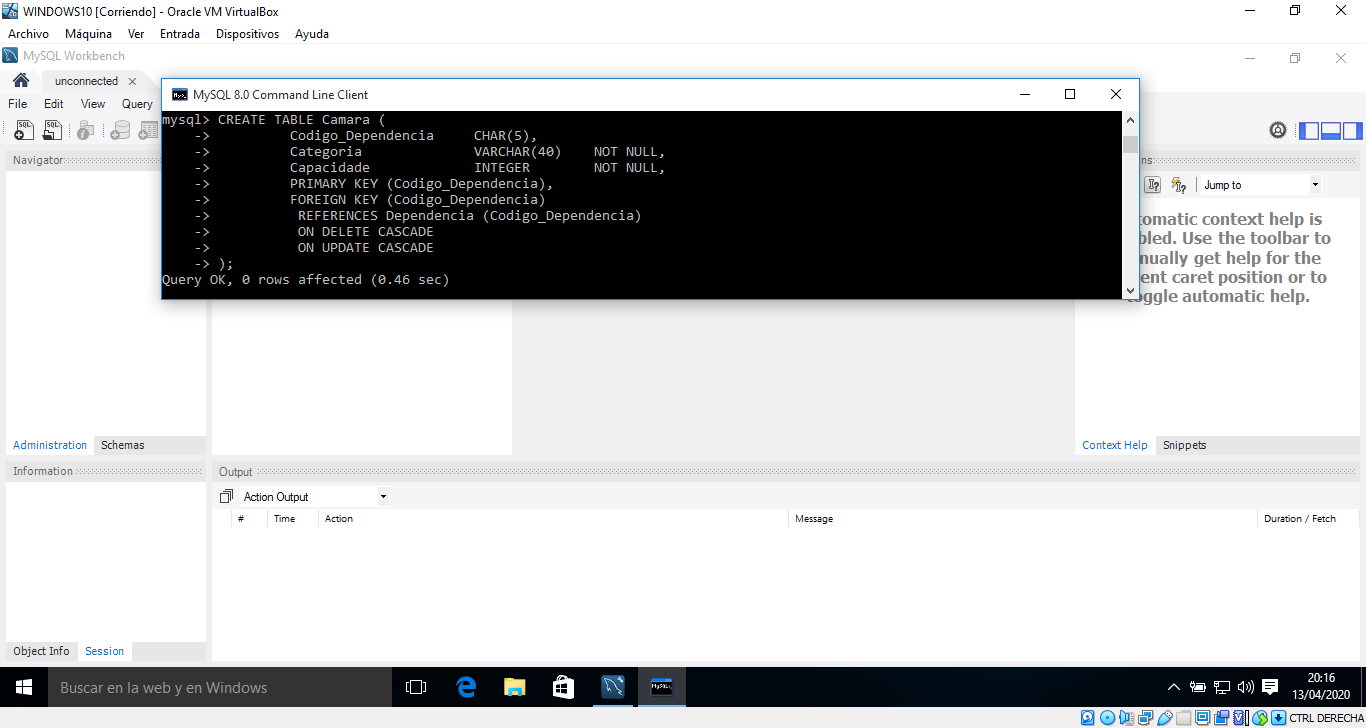 WINDOWS10 [Corriendo] - Oracle VM VirtualBox
Archivo Máquina Ver Entrada Dispositivos Ayuda
MySQL Workbench
unconnected
File Edit View Query
MySQL 8.0 Command Line Client
mysql> CREATE TABLE Camara (
-> Codigo_Dependencia CHAR(5),
-> Categoria VARCHAR(40) NOT NULL,
-> Capacidade INTEGER NOT NULL,
-> PRIMARY KEY (Codigo_Dependencia),
-> FOREIGN KEY (Codigo_Dependencia)
-> REFERENCES Dependencia (Codigo_Dependencia)
-> ON DELETE CASCADE
-> ON UPDATE CASCADE
-> );
Query OK, 0 rows affected (0.46 sec)
Navigator
ns
Jump to
tomatic context help is
bled. Use the toolbar to
nually get help for the
ent caret position or to
oggle automatic help.
Administration Schemas
Context Help Snippets
Information
Output
Action Output
# Time Action Message Duration / Fetch
Object Info Session
Buscar en la web y en Windows
20:16
13/04/2020
CTRL DERECHA